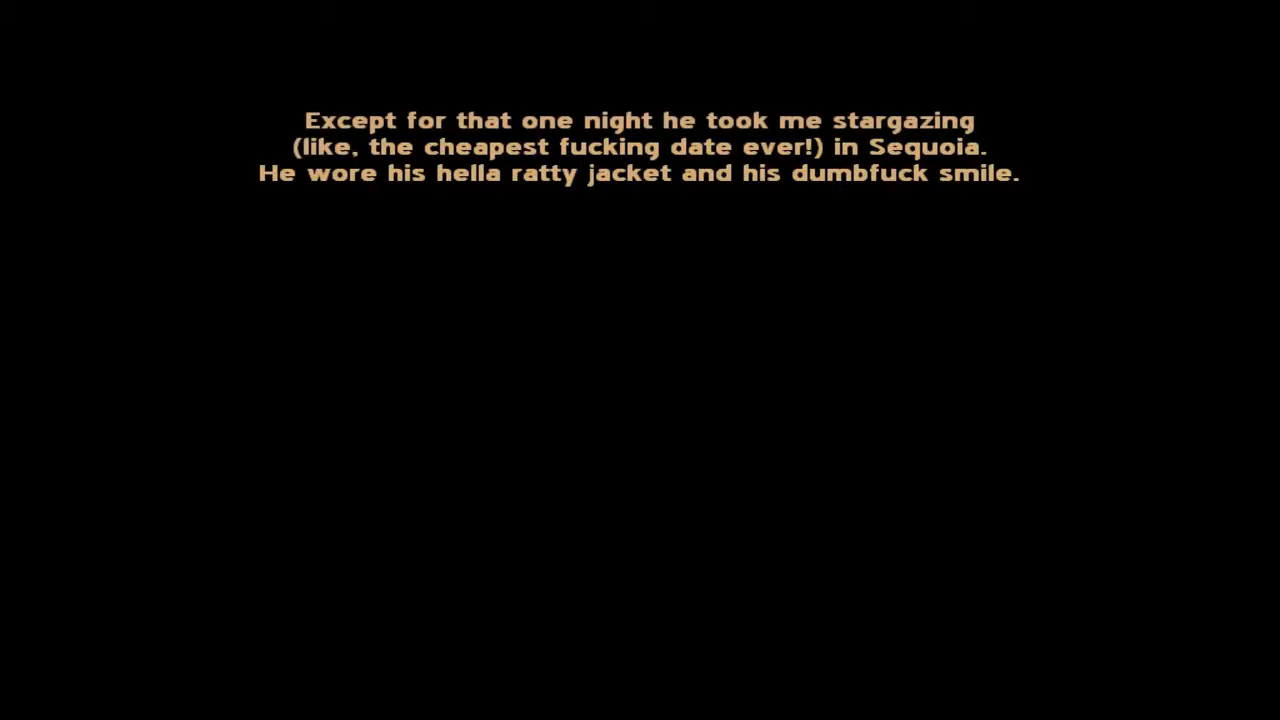 Except for that one night he took me stargazing
(like, the cheapest fucking date ever!) in Sequoia.
He wore his hella ratty jacket and his dumbfuck smile.